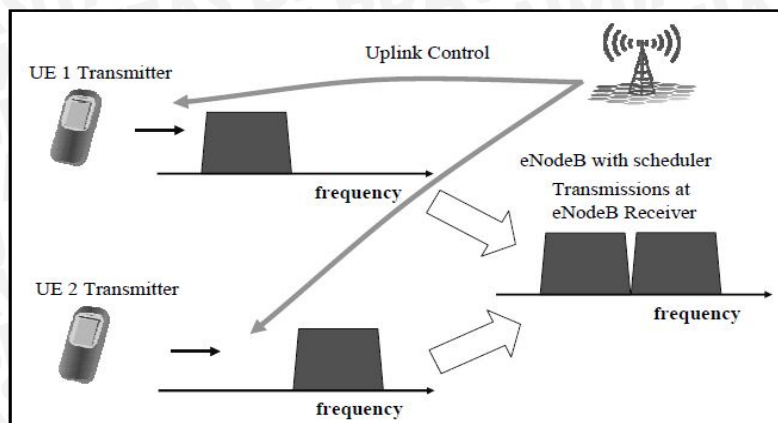 Uplink Control
UE 1 Transmitter
frequency
eNodeB with scheduler
Transmissions at
eNodeB Receiver
UE 2 Transmitter
frequency
frequency